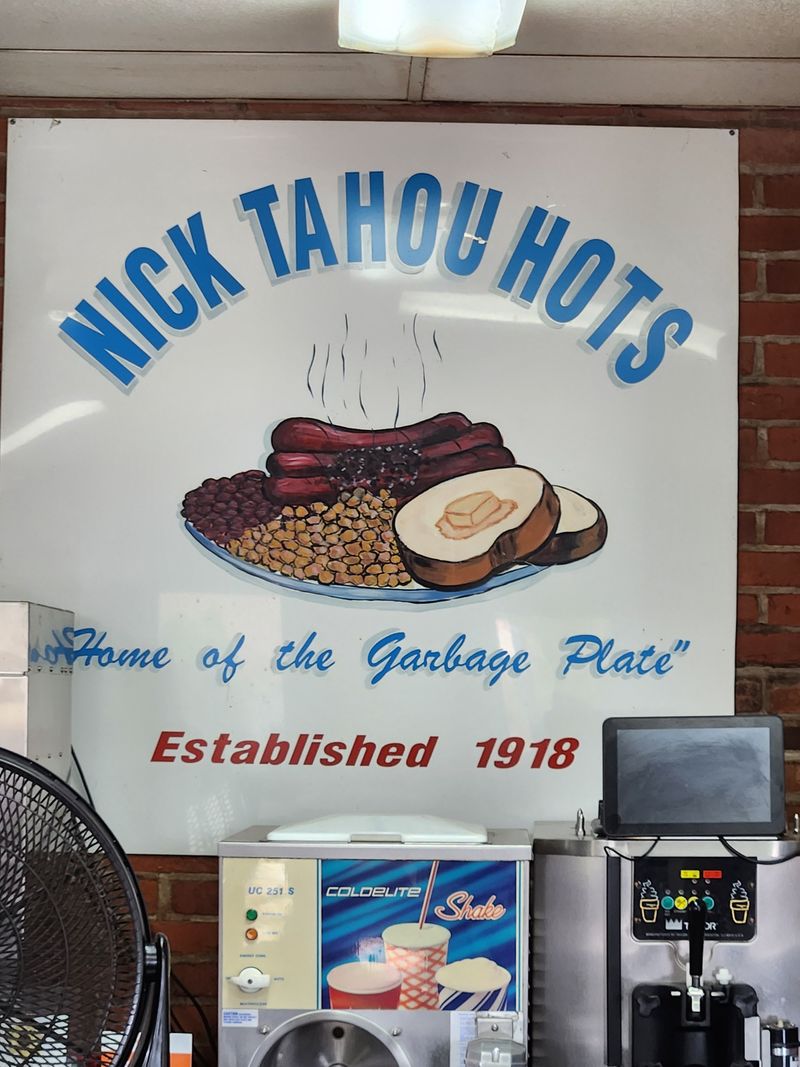 NICK TAHOU HOTS
Home of the Garbage Plate"
Established 1918
UC 251 S
COLDELITE
Shake